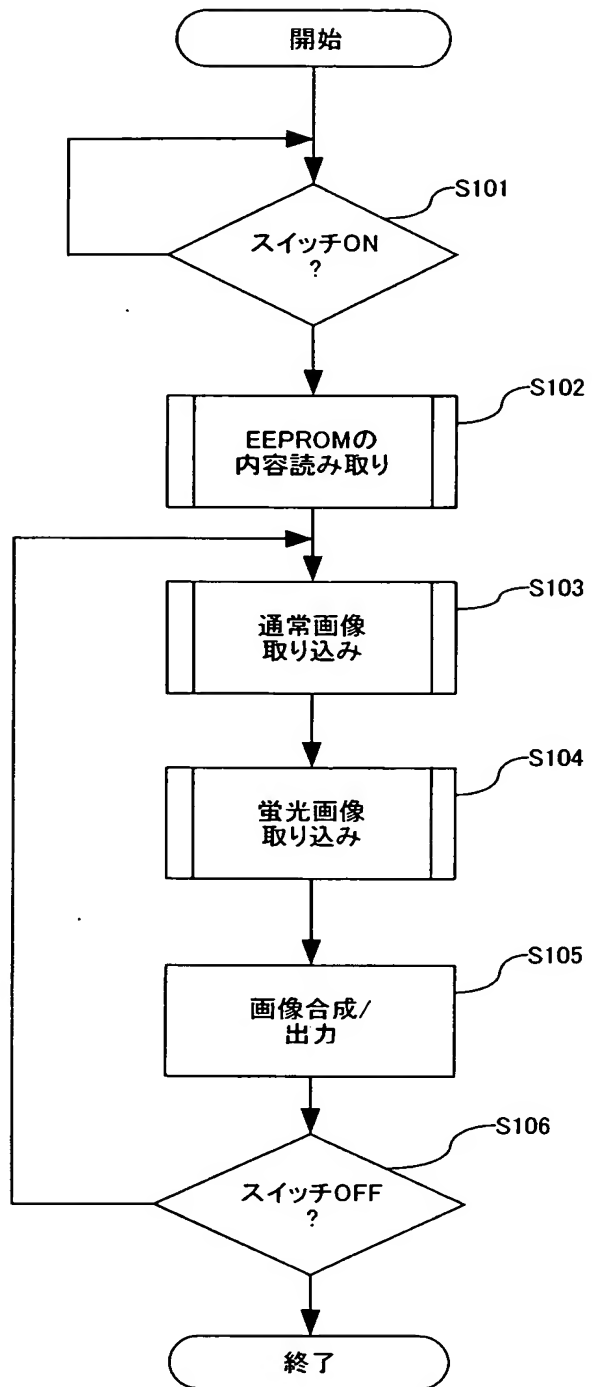 開始
S101
スイッチON
?
S102
EEPROMの
内容読み取り
S103
通常画像
取り込み
S104
蛍光画像
取り込み
S105
画像合成/
出力
S106
スイッチOFF
?
終了